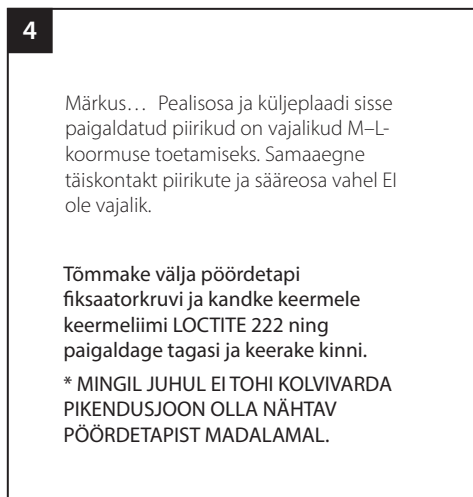 4
Märkus… Pealisosa ja küljeplaadi sisse
paigaldatud piirikud on vajalikud M–L-
koormuse toetamiseks. Samaaegne
täiskontakt piirikute ja sääreosa vahel EI
ole vajalik.
Tõmmake välja pöördetapi
fiksaatorkruvi ja kandke keermele
keermeliimi LOCTITE 222 ning
paigaldage tagasi ja keerake kinni.
* MINGIL JUHUL EI TOHI KOLVIVARDA
PIKENDUSJOON OLLA NÄHTAV
PÖÖRDETAPIST MADALAMAL.